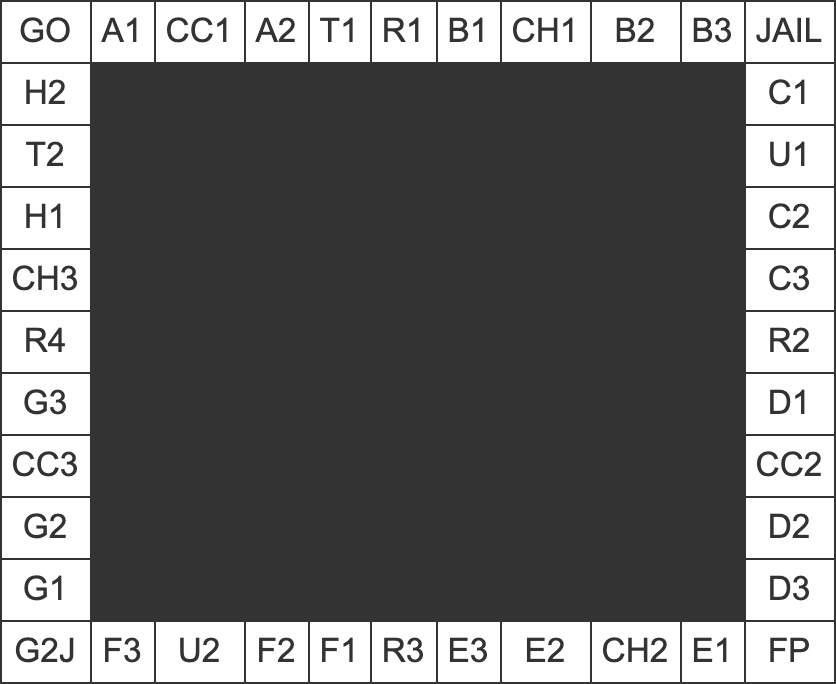 GO A1 CC1 A2 T1 R1 B1 CH1 B2 B3 JAIL
H2 C1
T2 U1
H1 C2
CH3 C3
R4 R2
G3 D1
CC3 CC2
G2 D2
G1 D3
G2J F3 U2 F2 F1 R3 E3 E2 CH2 E1 FP